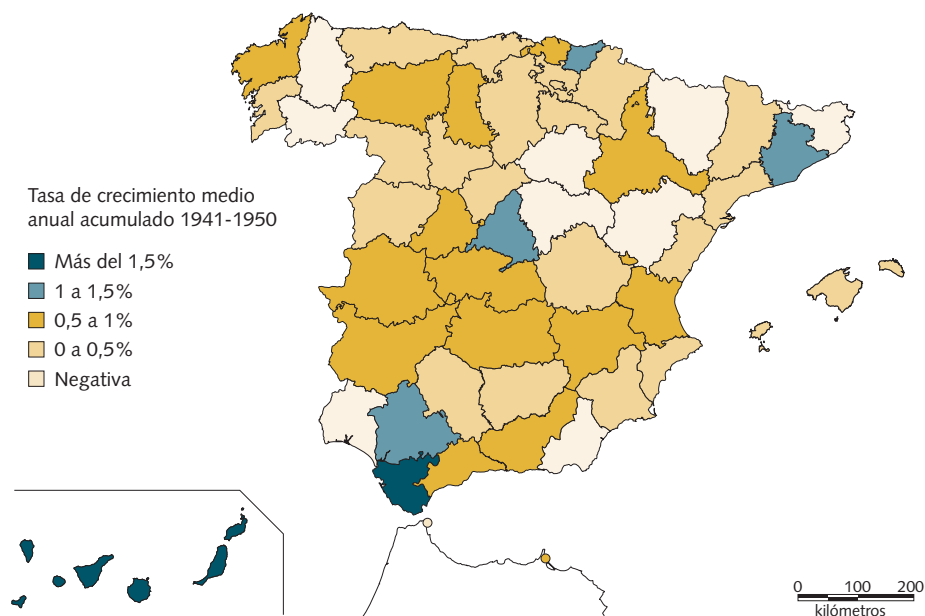 Tasa de crecimiento medio
anual acumulado 1941-1950
Más del 1,5%
1 a 1,5%
0,5 a 1%
0 a 0,5%
Negativa
0 100 200
kilómetros